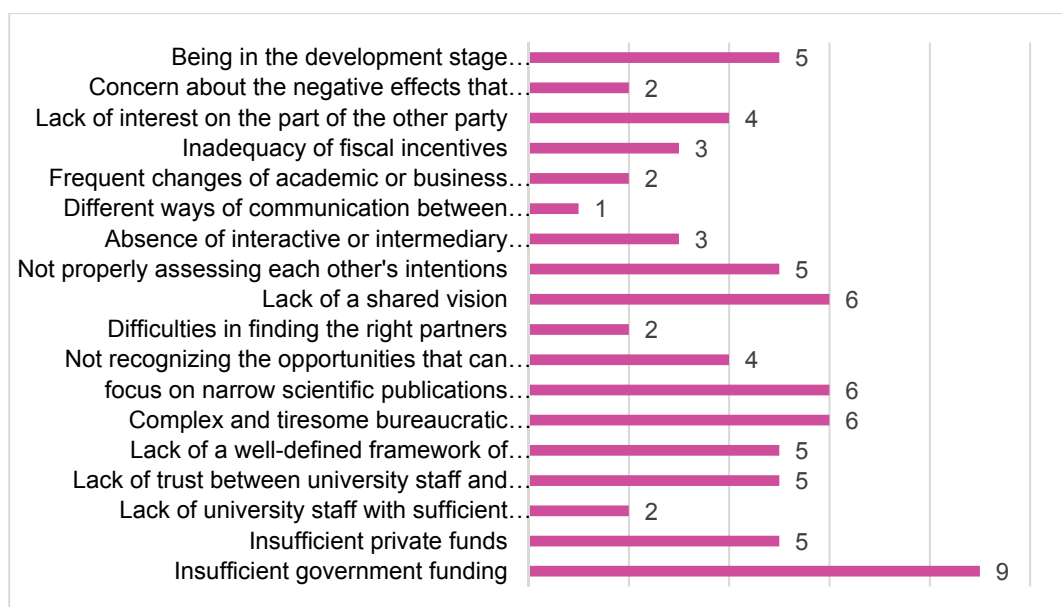 Being in the development stage… 5
Concern about the negative effects that… 2
Lack of interest on the part of the other party 4
Inadequacy of fiscal incentives 3
Frequent changes of academic or business… 2
Different ways of communication between… 1
Absence of interactive or intermediary… 3
Not properly assessing each other's intentions 5
Lack of a shared vision 6
Difficulties in finding the right partners 2
Not recognizing the opportunities that can… 4
focus on narrow scientific publications… 6
Complex and tiresome bureaucratic… 6
Lack of a well-defined framework of… 5
Lack of trust between university staff and… 5
Lack of university staff with sufficient… 2
Insufficient private funds 5
Insufficient government funding 9